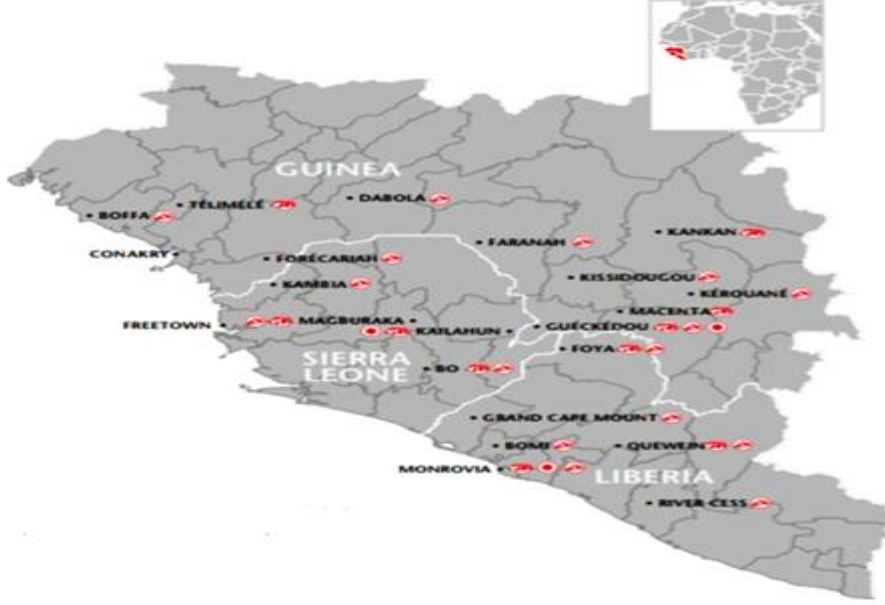 GUINEA
TÉLIMÉLÉ
DABOLA
BOFFA
KANKAN
FARANAH
CONAKRY
FORÉCARIAH
KISSIDOUGOU
KAMBIA
KÉROUANÉ
MACENTA
FREETOWN
MAGBURAKA
GUÉCKÉDOU
KAILAHUN
FOYA
SIERRA
LEONE
BO
GRAND CAPE MOUNT
BOMI
QUEWEIN
MONROVIA
LIBERIA
RIVER CESS